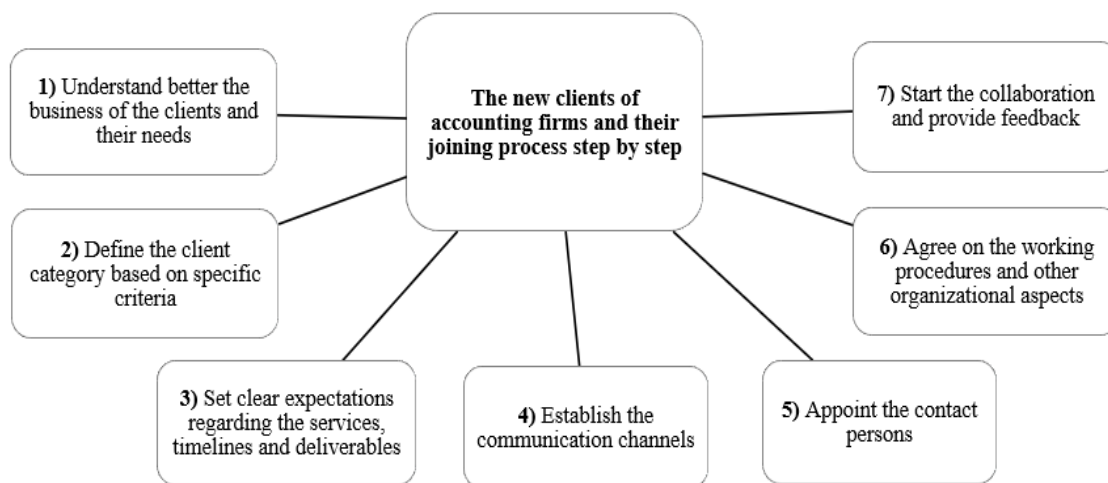 The new clients of
accounting firms and their
joining process step by step
1) Understand better the
business of the clients and
their needs
2) Define the client
category based on specific
criteria
3) Set clear expectations
regarding the services,
timelines and deliverables
4) Establish the
communication channels
5) Appoint the contact
persons
6) Agree on the working
procedures and other
organizational aspects
7) Start the collaboration
and provide feedback